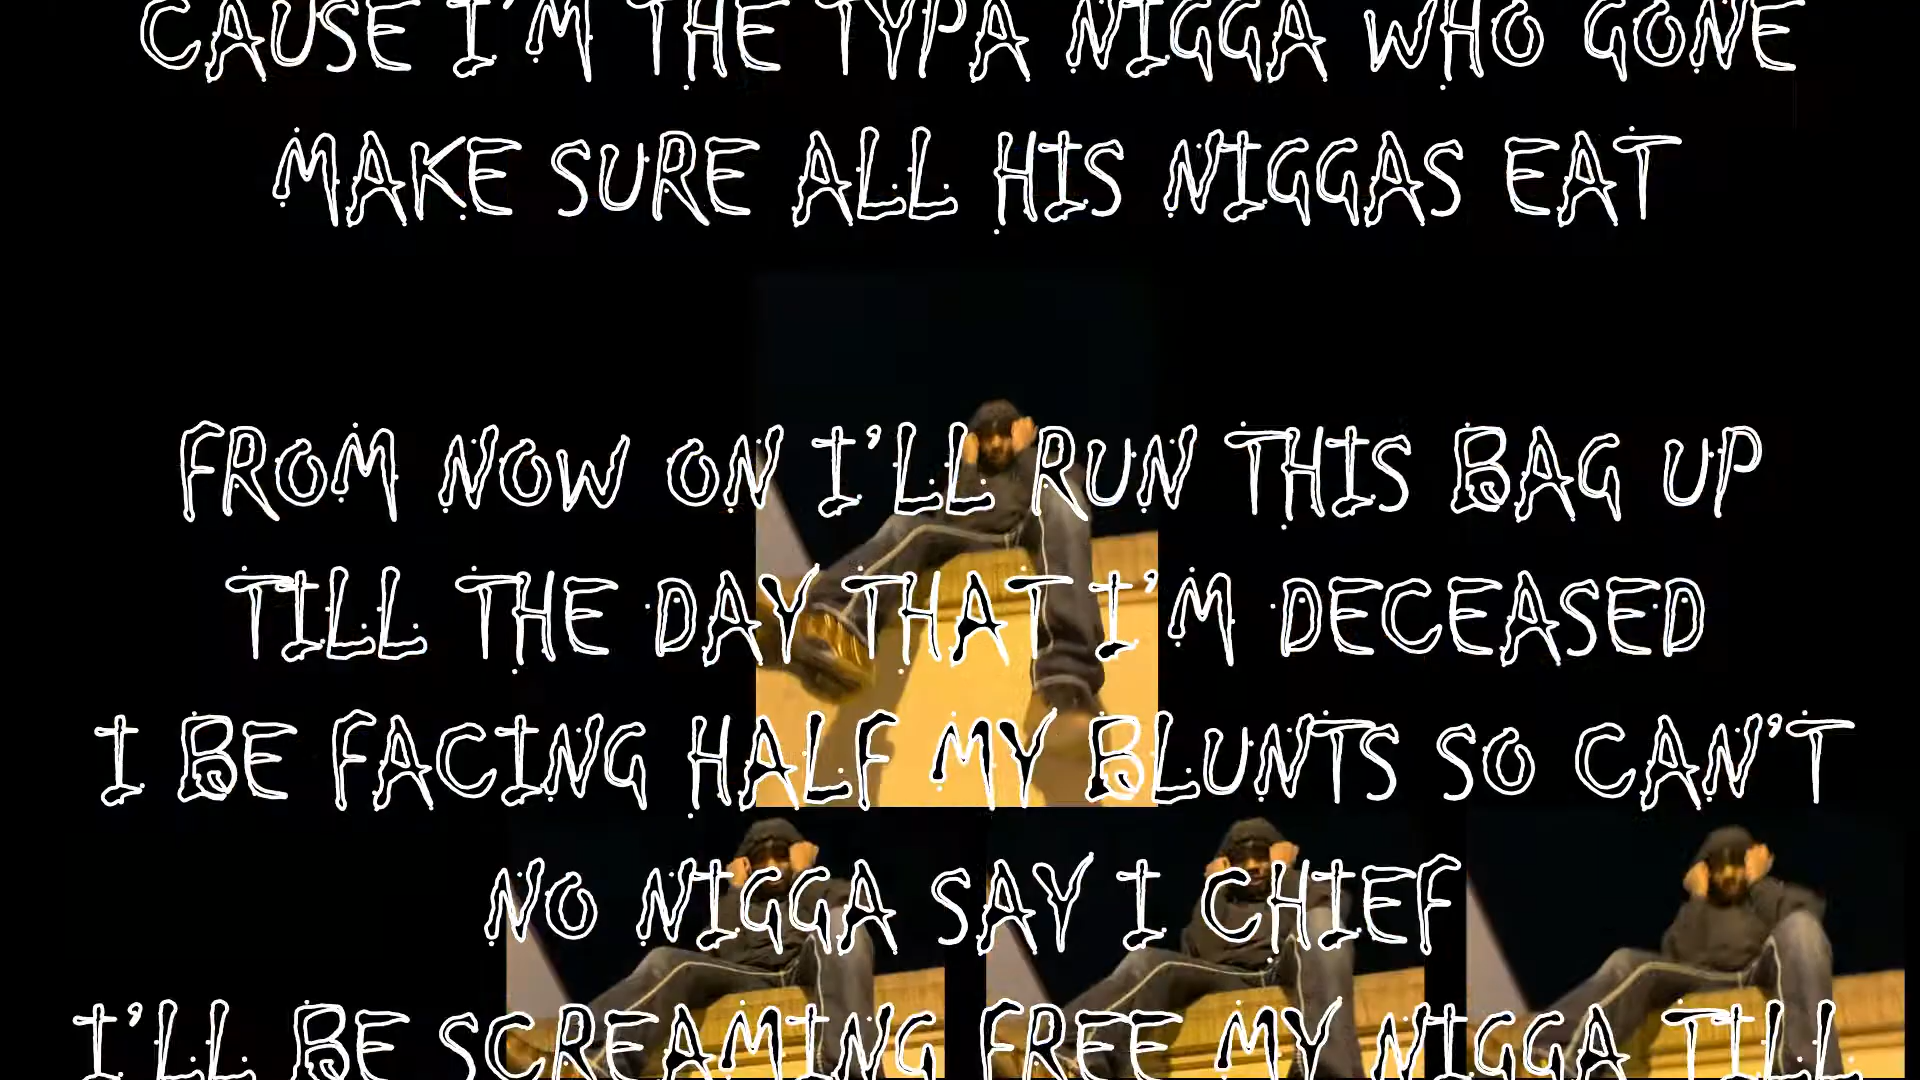 CAUSE I'M THE TYPA NIGGA WHO GONE
MAKE SURE ALL HIS NIGGAS EAT
FROM NOW ON I'LL RUN THIS BAG UP
TILL THE DAY THAT I'M DECEASED
I BE FACING HALF MY BLUNTS SO CAN'T
NO NIGGA SAY I CHIEF
I'LL BE SCREAMING FREE MY NIGGA TILL